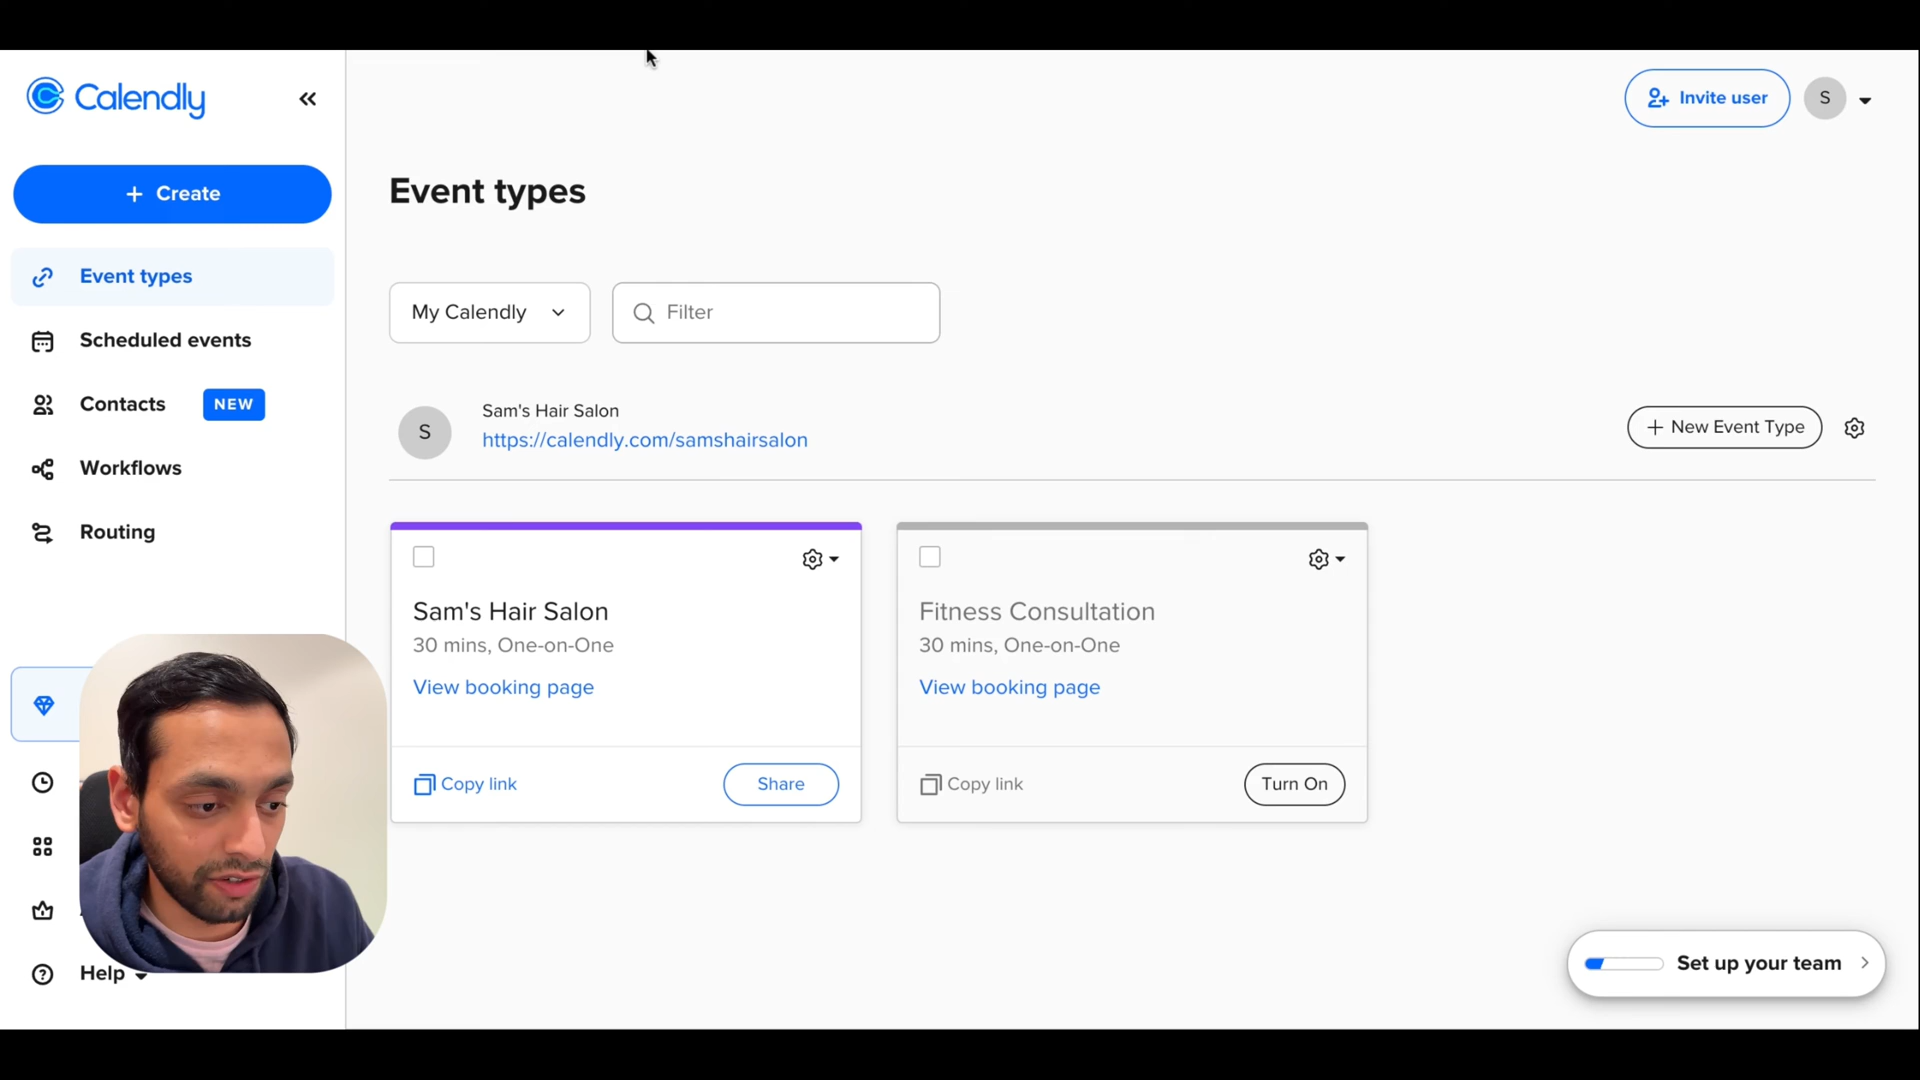 Calendly
Invite user
S
Create
Event types
Event types
Scheduled events
Contacts
NEW
Workflows
Routing
Help
My Calendly
Filter
S
Sam's Hair Salon
https://calendly.com/samshairsalon
New Event Type
Sam's Hair Salon
30 mins, One-on-One
View booking page
Copy link
Share
Fitness Consultation
30 mins, One-on-One
View booking page
Copy link
Turn On
Set up your team